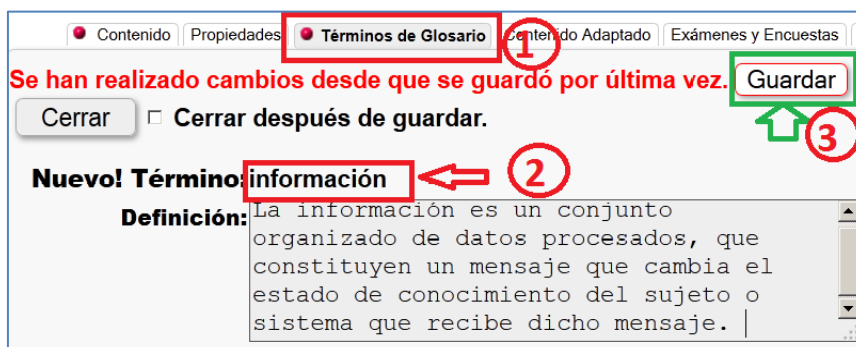 Contenido Propiedades Términos de Glosario Contenido Adaptado Exámenes y Encuestas
1
Se han realizado cambios desde que se guardó por última vez. Guardar
Cerrar Cerrar después de guardar.
3
Nuevo! Término: información 2
Definición: La información es un conjunto
organizado de datos procesados, que
constituyen un mensaje que cambia el
estado de conocimiento del sujeto o
sistema que recibe dicho mensaje.